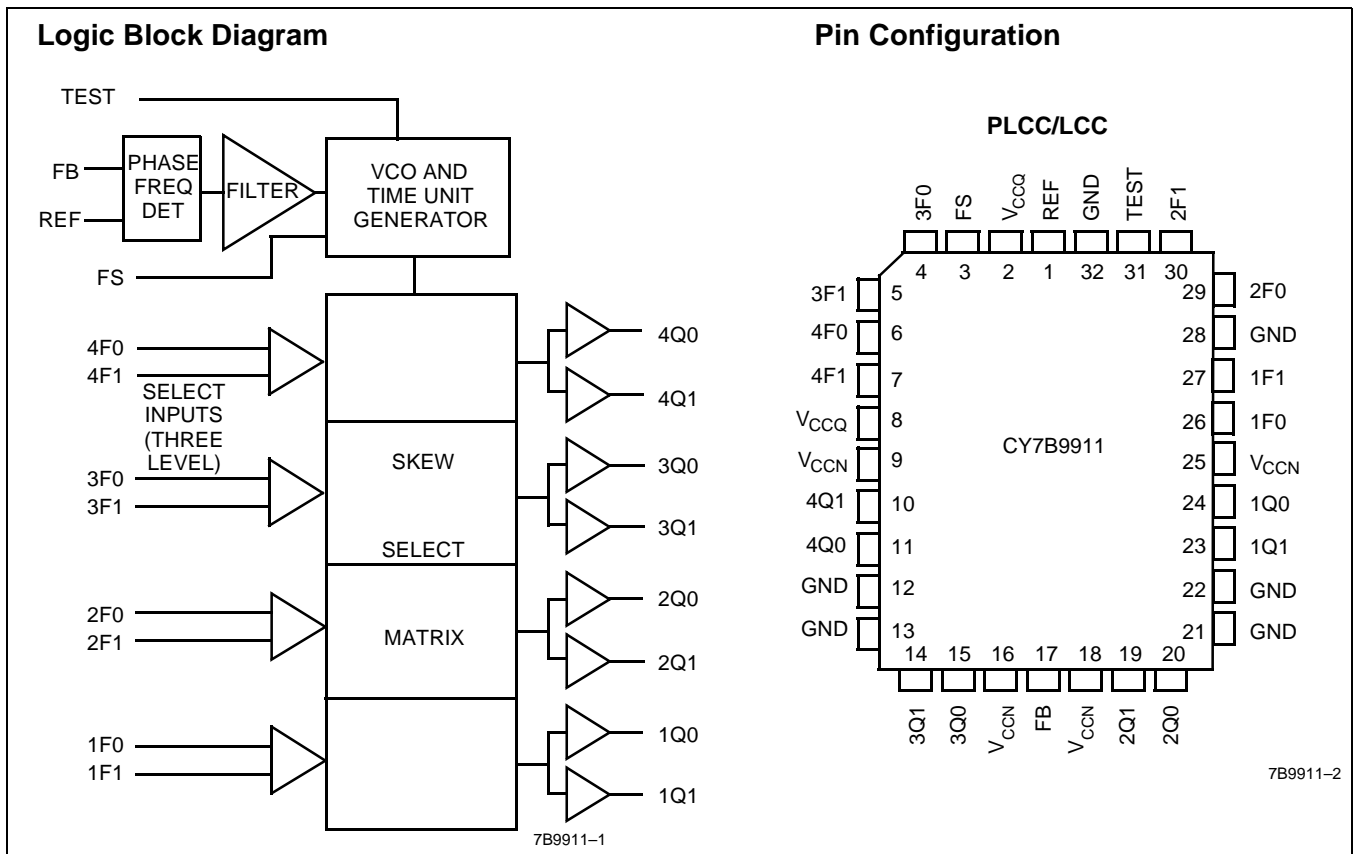 Logic Block Diagram
TEST
FB
REF
PHASE
FREQ
DET
FILTER
VCO AND
TIME UNIT
GENERATOR
FS
4F0
4F1
SELECT
INPUTS
(THREE
LEVEL)
3F0
3F1
2F0
2F1
1F0
1F1
SKEW
SELECT
MATRIX
4Q0
4Q1
3Q0
3Q1
2Q0
2Q1
1Q0
1Q1
7B9911–1
Pin Configuration
PLCC/LCC
3F0
FS
VCCQ
REF
GND
TEST
2F1
4 3 2 1 32 31 30
3F1 5
4F0 6
4F1 7
VCCQ 8
VCCN 9
4Q1 10
4Q0 11
GND 12
GND 13
CY7B9911
29 2F0
28 GND
27 1F1
26 1F0
25 VCCN
24 1Q0
23 1Q1
22 GND
21 GND
14 15 16 17 18 19 20
3Q1
3Q0
VCCN
FB
VCCN
2Q1
2Q0
7B9911–2